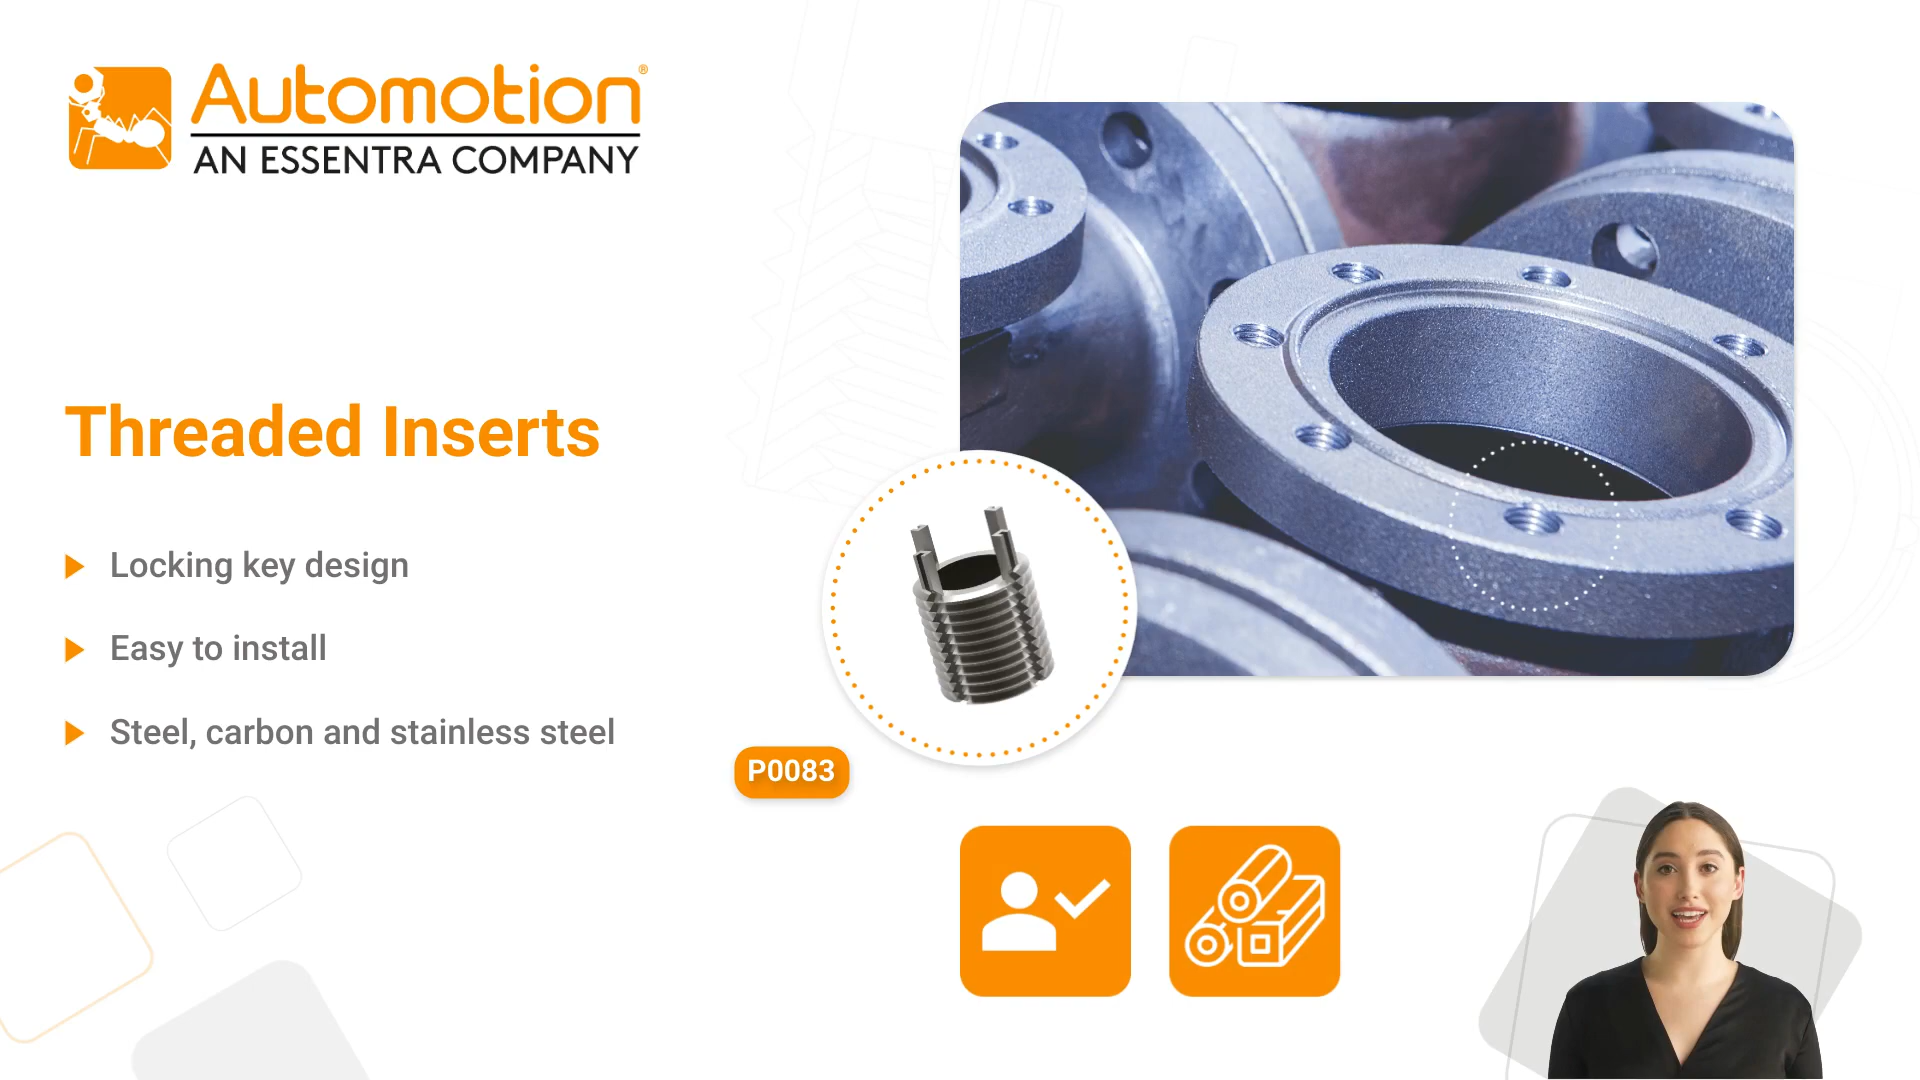 Automotion®
AN ESSENTRA COMPANY
Threaded Inserts
Locking key design
Easy to install
Steel, carbon and stainless steel
P0083